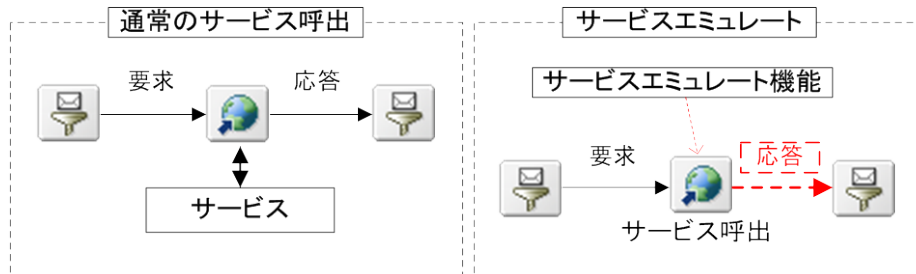 通常のサービス呼出
要求
応答
サービス
サービスエミュレート
サービスエミュレート機能
要求
応答
サービス呼出